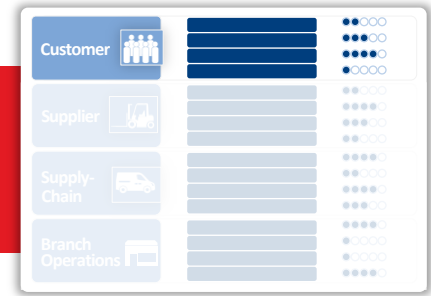 Customer
Supplier
Supply-
Chain
Branch
Operations